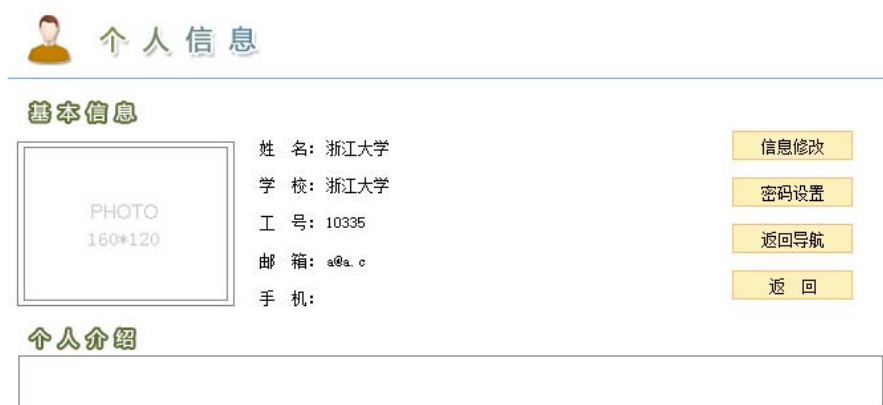 个人信息
基本信息
PHOTO
160*120
姓 名：浙江大学
学 校：浙江大学
工 号：10335
邮 箱：a@a.c
手 机：
信息修改
密码设置
返回导航
返 回
个人介绍